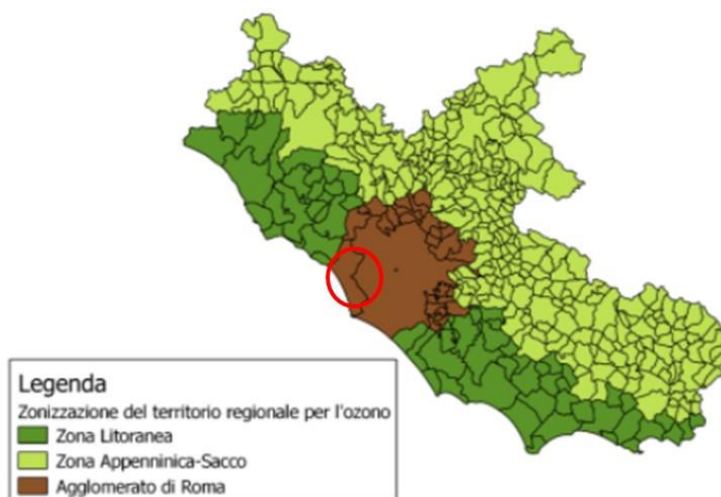 Legenda
Zonizzazione del territorio regionale per l'ozono
Zona Litoranea
Zona Appenninica-Sacco
Agglomerato di Roma